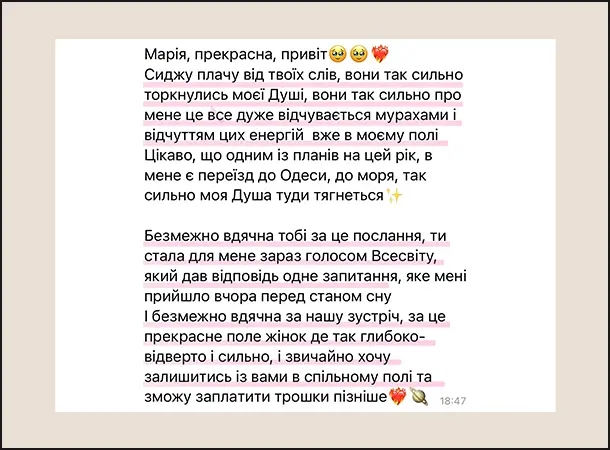 Марія, прекрасна, привіт🥹🥹❤️‍🔥
Сиджу плачу від твоїх слів, вони так сильно
торкнулись моєї Душі, вони так сильно про
мене це все дуже відчувається мурахами і
відчуттям цих енергій вже в моєму полі
Цікаво, що одним із планів на цей рік, в
мене є переїзд до Одеси, до моря, так
сильно моя Душа туди тягнеться✨
Безмежно вдячна тобі за це послання, ти
стала для мене зараз голосом Всесвіту,
який дав відповідь одне запитання, яке мені
прийшло вчора перед станом сну
І безмежно вдячна за нашу зустріч, за це
прекрасне поле жінок де так глибоко-
відверто і сильно, і звичайно хочу
залишитись із вами в спільному полі та
зможу заплатити трошки пізніше❤️‍🔥🪐
18:47